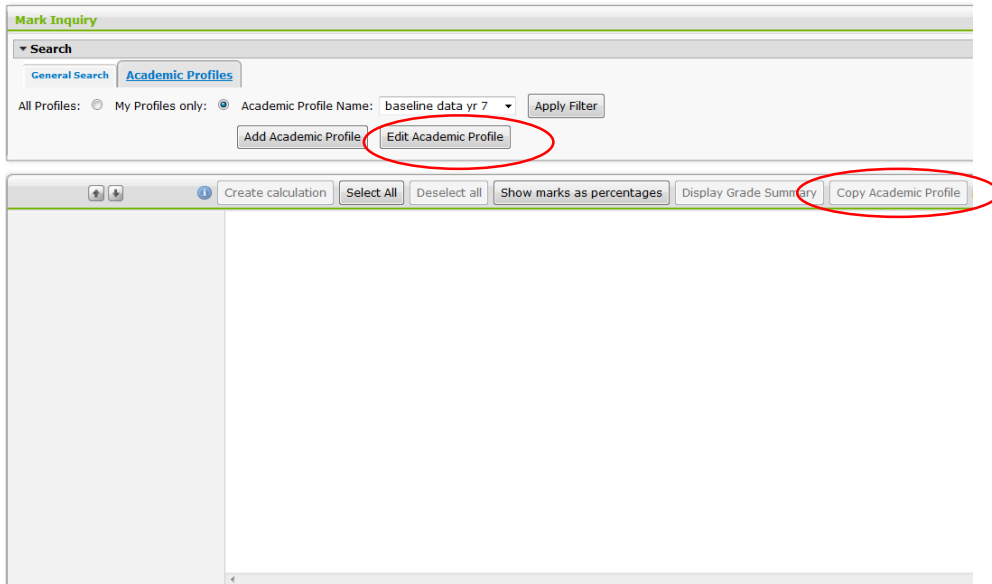 Mark Inquiry
Search
General Search Academic Profiles
All Profiles: My Profiles only: Academic Profile Name: baseline data yr 7 Apply Filter
Add Academic Profile Edit Academic Profile
Create calculation Select All Deselect all Show marks as percentages Display Grade Summary Copy Academic Profile